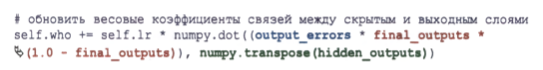 # обновить весовые коэффициенты связей между скрытым и выходным слоями
self.who += self.lr * numpy.dot((output_errors * final_outputs *
↳(1.0 - final_outputs)), numpy.transpose(hidden_outputs))